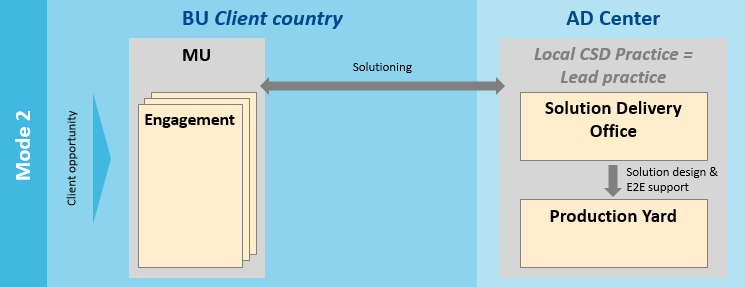 Mode 2
BU Client country
AD Center
Client opportunity
MU
Engagement
Solutioning
Local CSD Practice =
Lead practice
Solution Delivery
Office
Solution design &
E2E support
Production Yard